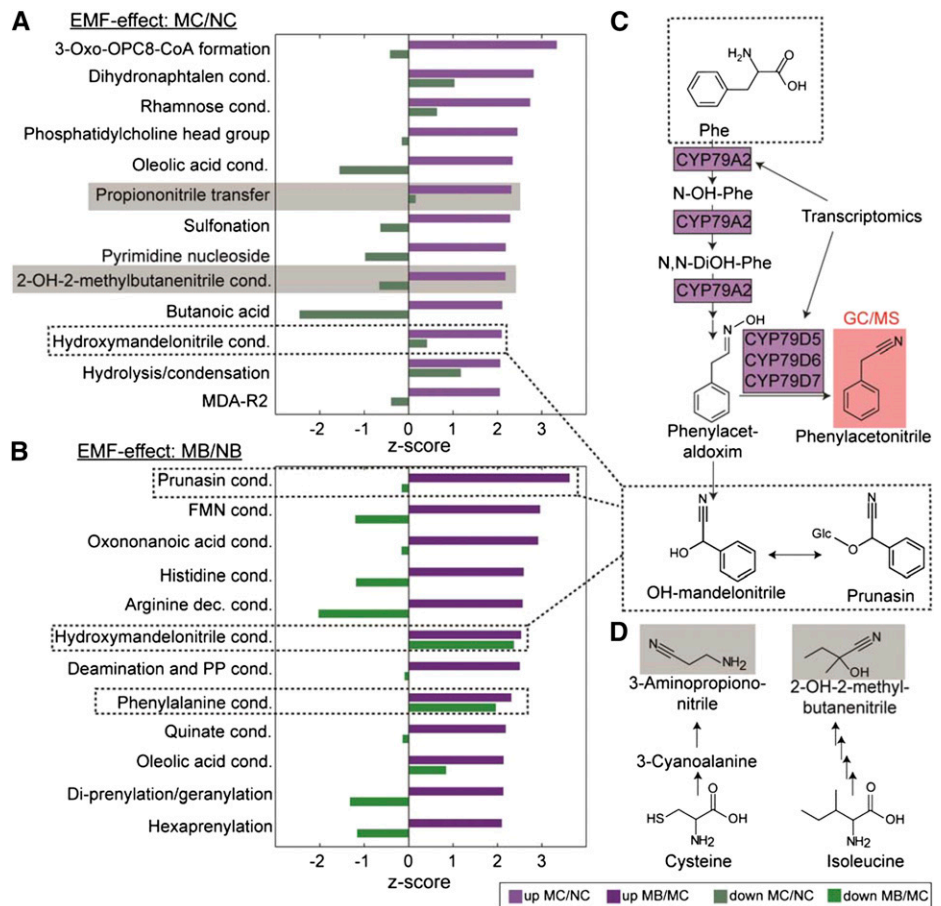 A
EMF-effect: MC/NC
3-Oxo-OPC8-CoA formation
Dihydronaphtalen cond.
Rhamnose cond.
Phosphatidylcholine head group
Oleolic acid cond.
Propiononitrile transfer
Sulfonation
Pyrimidine nucleoside
2-OH-2-methylbutanenitrile cond.
Butanoic acid
Hydroxymandelonitrile cond.
Hydrolysis/condensation
MDA-R2
-2 -1 0 1 2 3
z-score
B
EMF-effect: MB/NB
Prunasin cond.
FMN cond.
Oxononanoic acid cond.
Histidine cond.
Arginine dec. cond.
Hydroxymandelonitrile cond.
Deamination and PP cond.
Phenylalanine cond.
Quinate cond.
Oleolic acid cond.
Di-prenylation/geranylation
Hexaprenylation
-2 -1 0 1 2 3
z-score
C
H2N
O
OH
Phe
CYP79A2
N-OH-Phe
CYP79A2
Transcriptomics
N,N-DiOH-Phe
CYP79A2
N
OH
CYP79D5
CYP79D6
CYP79D7
GC/MS
N
Phenylacet-
aldoxim
Phenylacetonitrile
N
HO
OH-mandelonitrile
N
Glc
O
Prunasin
D
N
NH2
3-Aminopropiono-
nitrile
N
OH
2-OH-2-methyl-
butanenitrile
3-Cyanoalanine
HS
O
OH
NH2
Cysteine
O
OH
NH2
Isoleucine
up MC/NC up MB/MC down MC/NC down MB/MC